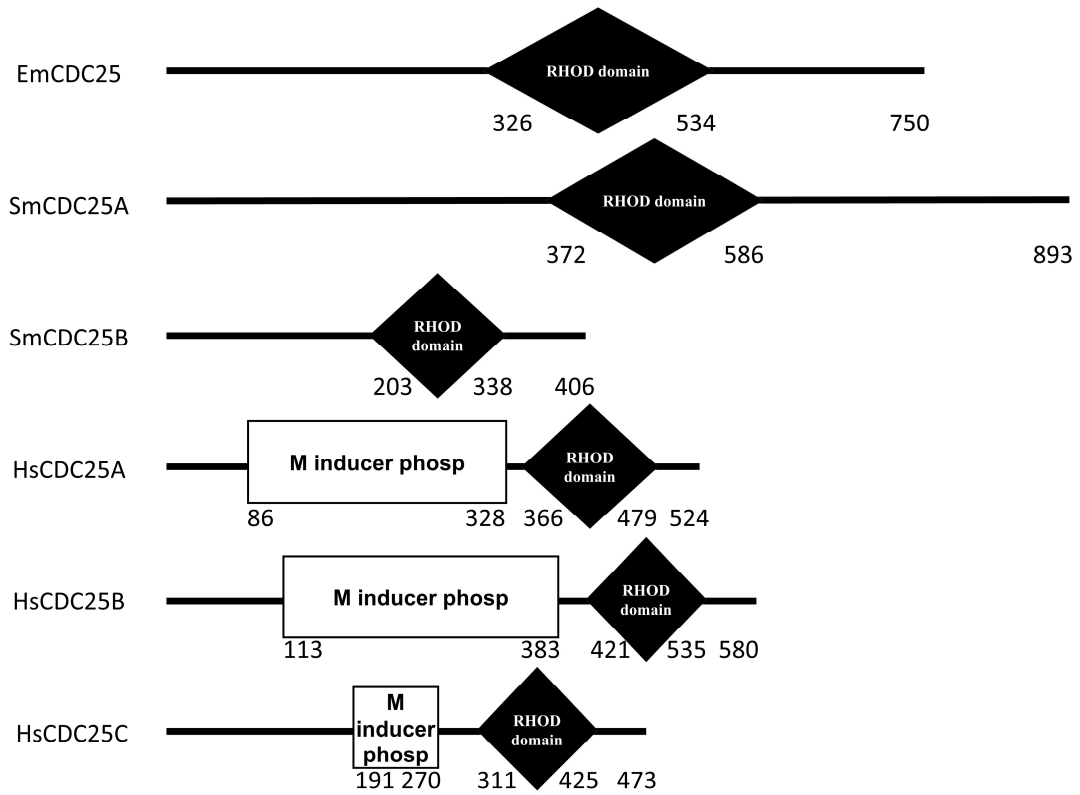 EmCDC25
RHOD domain
326 534 750
SmCDC25A
RHOD domain
372 586 893
SmCDC25B
RHOD
domain
203 338 406
HsCDC25A
M inducer phosp
RHOD
domain
86 328 366 479 524
HsCDC25B
M inducer phosp
RHOD
domain
113 383 421 535 580
HsCDC25C
M
inducer
phosp
RHOD
domain
191 270 311 425 473